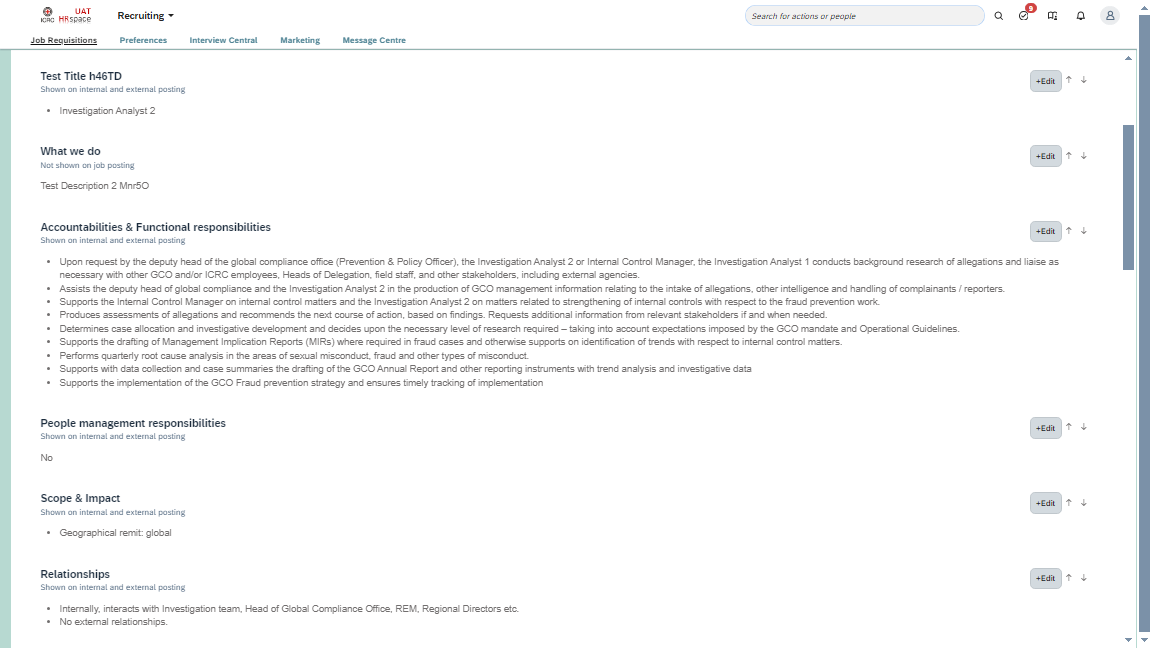 ICRC
UAT
HRspace
Recruiting
Search for actions or people
9
Job Requisitions
Preferences
Interview Central
Marketing
Message Centre
Test Title h46TD
Shown on internal and external posting
+Edit
• Investigation Analyst 2
What we do
Not shown on job posting
+Edit
Test Description 2 Mnr5O
Accountabilities & Functional responsibilities
Shown on internal and external posting
+Edit
• Upon request by the deputy head of the global compliance office (Prevention & Policy Officer), the Investigation Analyst 2 or Internal Control Manager, the Investigation Analyst 1 conducts background research of allegations and liaise as
necessary with other GCO and/or ICRC employees, Heads of Delegation, field staff, and other stakeholders, including external agencies.
• Assists the deputy head of global compliance and the Investigation Analyst 2 in the production of GCO management information relating to the intake of allegations, other intelligence and handling of complainants / reporters.
• Supports the Internal Control Manager on internal control matters and the Investigation Analyst 2 on matters related to strengthening of internal controls with respect to the fraud prevention work.
• Produces assessments of allegations and recommends the next course of action, based on findings. Requests additional information from relevant stakeholders if and when needed.
• Determines case allocation and investigative development and decides upon the necessary level of research required – taking into account expectations imposed by the GCO mandate and Operational Guidelines.
• Supports the drafting of Management Implication Reports (MIRs) where required in fraud cases and otherwise supports on identification of trends with respect to internal control matters.
• Performs quarterly root cause analysis in the areas of sexual misconduct, fraud and other types of misconduct.
• Supports with data collection and case summaries the drafting of the GCO Annual Report and other reporting instruments with trend analysis and investigative data
• Supports the implementation of the GCO Fraud prevention strategy and ensures timely tracking of implementation
People management responsibilities
Shown on internal and external posting
+Edit
No
Scope & Impact
Shown on internal and external posting
+Edit
• Geographical remit: global
Relationships
Shown on internal and external posting
+Edit
• Internally, interacts with Investigation team, Head of Global Compliance Office, REM, Regional Directors etc.
• No external relationships.